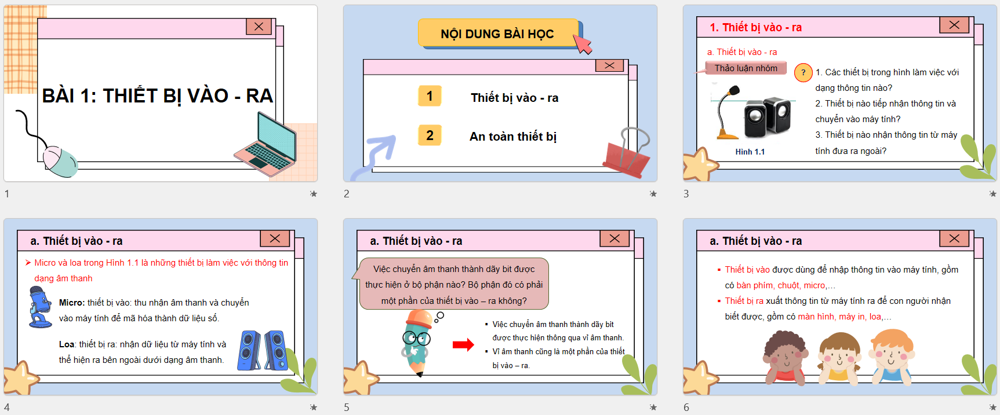 BÀI 1: THIẾT BỊ VÀO - RA
1
NỘI DUNG BÀI HỌC
1
Thiết bị vào - ra
2
An toàn thiết bị
2
1. Thiết bị vào - ra
a. Thiết bị vào - ra
Thảo luận nhóm
?
1. Các thiết bị trong hình làm việc với
dạng thông tin nào?
2. Thiết bị nào tiếp nhận thông tin và
chuyển vào máy tính?
3. Thiết bị nào nhận thông tin từ máy
tính đưa ra ngoài?
Hình 1.1
3
a. Thiết bị vào - ra
Micro và loa trong Hình 1.1 là những thiết bị làm việc với thông tin
dạng âm thanh
Micro: thiết bị vào: thu nhận âm thanh và chuyển
vào máy tính để mã hóa thành dữ liệu số.
Loa: thiết bị ra: nhận dữ liệu từ máy tính và
thể hiện ra bên ngoài dưới dạng âm thanh.
4
a. Thiết bị vào - ra
Việc chuyển âm thanh thành dãy bit được
thực hiện ở bộ phận nào? Bộ phận đó có phải
một phần của thiết bị vào – ra không?
Việc chuyển âm thanh thành dãy bit
được thực hiện thông qua vỉ âm thanh.
Vỉ âm thanh cũng là một phần của thiết
bị vào – ra.
5
a. Thiết bị vào - ra
Thiết bị vào được dùng để nhập thông tin vào máy tính, gồm
có bàn phím, chuột, micro,...
Thiết bị ra xuất thông tin từ máy tính ra để con người nhận
biết được, gồm có màn hình, máy in, loa,...
6